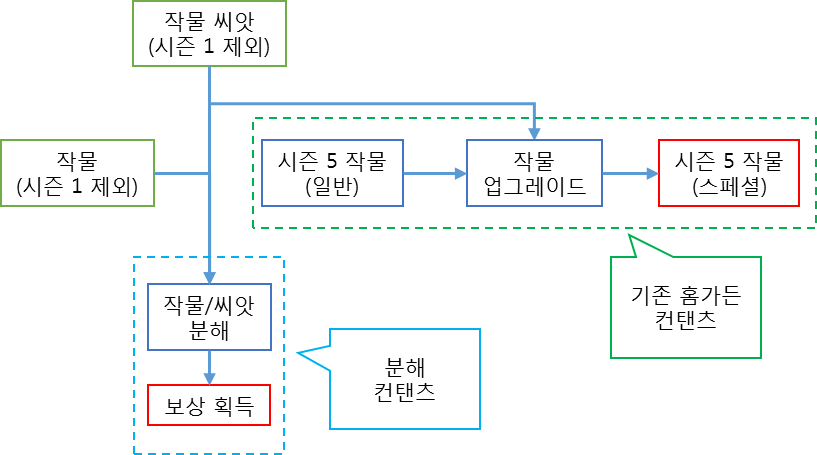 작물 씨앗
(시즌 1 제외)
작물
(시즌 1 제외)
시즌 5 작물
(일반)
작물
업그레이드
시즌 5 작물
(스페셜)
기존 홈가든
컨탠츠
작물/씨앗
분해
보상 획득
분해
컨탠츠